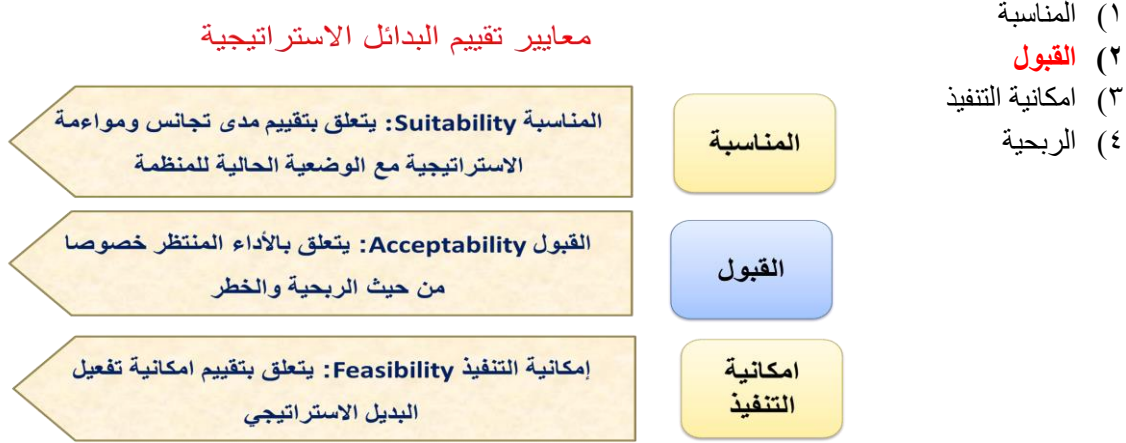 ١) المناسبة
٢) القبول
٣) امكانية التنفيذ
٤) الربحية
معايير تقييم البدائل الاستراتيجية
المناسبة
المناسبة Suitability: يتعلق بتقييم مدى تجانس ومواءمة
الاستراتيجية مع الوضعية الحالية للمنظمة
القبول
القبول Acceptability: يتعلق بالأداء المنتظر خصوصا
من حيث الربحية والخطر
امكانية
التنفيذ
إمكانية التنفيذ Feasibility: يتعلق بتقييم امكانية تفعيل
البديل الاستراتيجي